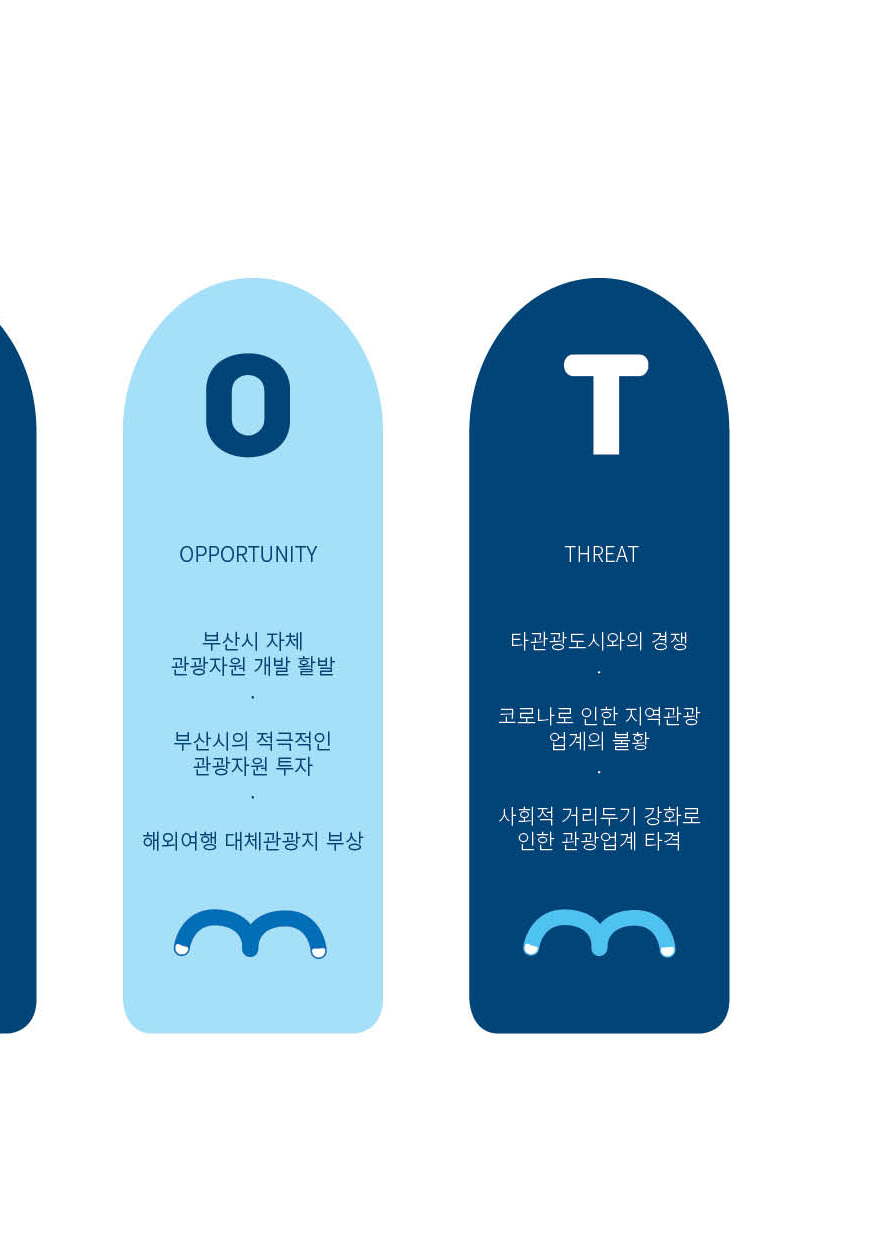 O
OPPORTUNITY
부산시 자체
관광자원 개발 활발
·
부산시의 적극적인
관광자원 투자
·
해외여행 대체관광지 부상
T
THREAT
타관광도시와의 경쟁
·
코로나로 인한 지역관광
업계의 불황
·
사회적 거리두기 강화로
인한 관광업계 타격